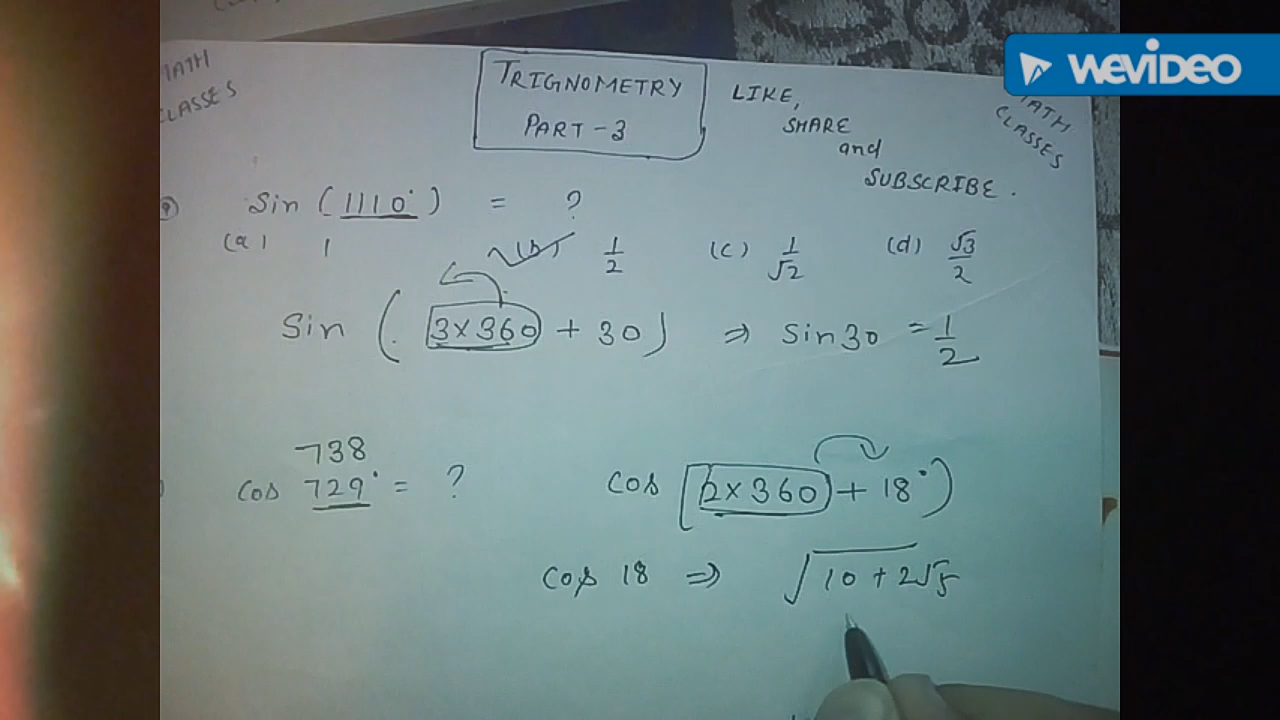 WEVIDEO
MATH
CLASSES
TRIGNOMETRY
PART-3
LIKE,
SHARE
and
SUBSCRIBE.
MATH
CLASSES
Sin (1110°) = ?
(a) 1 (b) 1/2 (c) 1/√2 (d) √3/2
Sin (3×360 + 30) ⇒ Sin30 = 1/2
738
Cos 729° = ?
Cos (2×360 + 18°)
Cos 18 ⇒ √10 + 2√5